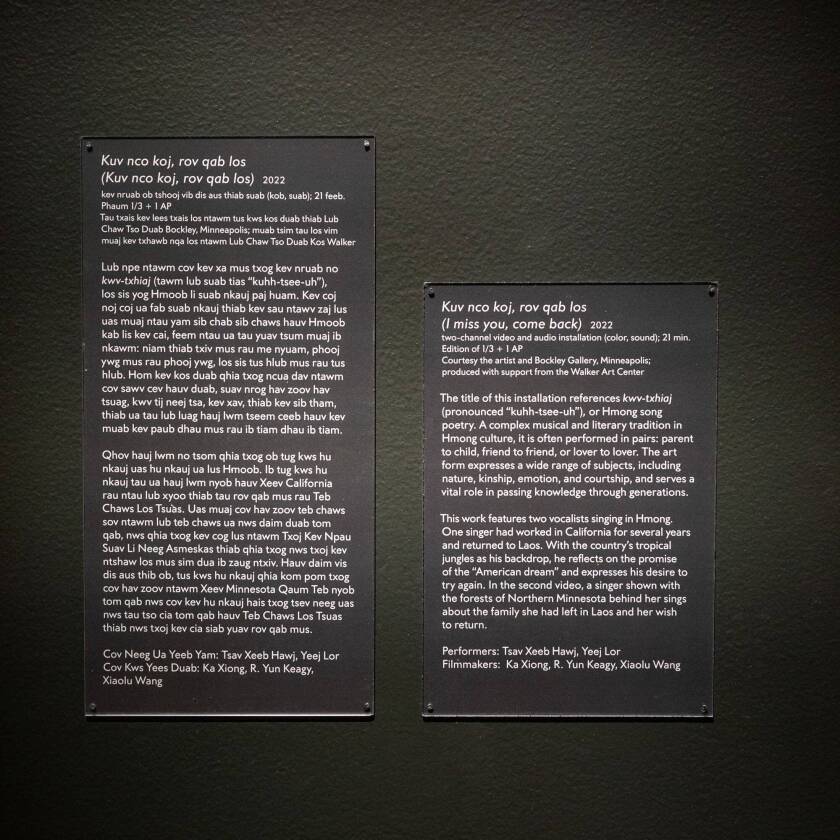 Kuv nco koj, rov qab los
(Kuv nco koj, rov qab los) 2022
kev nruab ob tshooj vib dis aus thiab suab (kob, suab); 21 feeb.
Phaum 1/3 + 1 AP
Tau txais kev lees txais los ntawm tus kws kos duab thiab Lub
Chaw Tso Duab Bockley, Minneapolis; muab tsim tau los vim
muaj kev txhawb nqa los ntawm Lub Chaw Tso Duab Kos Walker
Lub npe ntawm cov kev xa mus txog kev nruab no
kwv-txhiaj (tawm lub suab tias “kuhh-tsee-uh”),
los sis yog Hmoob li suab nkauj paj huam. Kev coj
noj coj ua fab suab nkauj thiab kev sau ntawv zaj lus
uas muaj ntau yam sib chab sib chaws hauv Hmoob
kab lis kev cai, feem ntau ua tau yuav tsum muaj ib
nkawm: niam thiab txiv mus rau me nyuam, phooj
ywg mus rau phooj ywg, los sis tus hlub mus rau tus
hlub. Hom kev kos duab qhia txog ncua dav ntawm
cov sawv cev hauv duab, suav nrog hav zoov hav
tsuag, kwv tij neej tsa, kev xav, thiab kev sib tham,
thiab ua tau lub luag hauj lwm tseem ceeb hauv kev
muab kev paub dhau mus rau ib tiam dhau ib tiam.
Qhov hauj lwm no tsom qhia txog ob tug kws hu
nkauj uas hu nkauj ua lus Hmoob. Ib tug kws hu
nkauj tau ua hauj lwm nyob hauv Xeev California
rau ntau lub xyoo thiab tau rov qab mus rau Teb
Chaws Los Tsuas. Uas muaj cov hav zoov teb chaws
sov ntawm lub teb chaws ua nws daim duab tom
qab, nws qhia txog kev cog lus ntawm Txoj Kev Npau
Suav Li Neeg Asmeskas thiab qhia txog nws txoj kev
ntshaw los mus sim dua ib zaug ntxiv. Hauv daim vis
dis aus thib ob, tus kws hu nkauj qhia kom pom txog
cov hav zoov ntawm Xeev Minnesota Qaum Teb nyob
tom qab nws cov kev hu nkauj hais txog tsev neeg uas
nws tau tso cia tom qab hauv Teb Chaws Los Tsuas
thiab nws txoj kev cia siab yuav rov qab mus.
Cov Neeg Ua Yeeb Yam: Tsav Xeeb Hawj, Yeej Lor
Cov Kws Yees Duab: Ka Xiong, R. Yun Keagy,
Xiaolu Wang
Kuv nco koj, rov qab los
(I miss you, come back) 2022
two-channel video and audio installation (color, sound); 21 min.
Edition of 1/3 + 1 AP
Courtesy the artist and Bockley Gallery, Minneapolis;
produced with support from the Walker Art Center
The title of this installation references kwv-txhiaj
(pronounced “kuhh-tsee-uh”), or Hmong song
poetry. A complex musical and literary tradition in
Hmong culture, it is often performed in pairs: parent
to child, friend to friend, or lover to lover. The art
form expresses a wide range of subjects, including
nature, kinship, emotion, and courtship, and serves a
vital role in passing knowledge through generations.
This work features two vocalists singing in Hmong.
One singer had worked in California for several years
and returned to Laos. With the country’s tropical
jungles as his backdrop, he reflects on the promise
of the “American dream” and expresses his desire to
try again. In the second video, a singer shown with
the forests of Northern Minnesota behind her sings
about the family she had left in Laos and her wish
to return.
Performers: Tsav Xeeb Hawj, Yeej Lor
Filmmakers: Ka Xiong, R. Yun Keagy, Xiaolu Wang